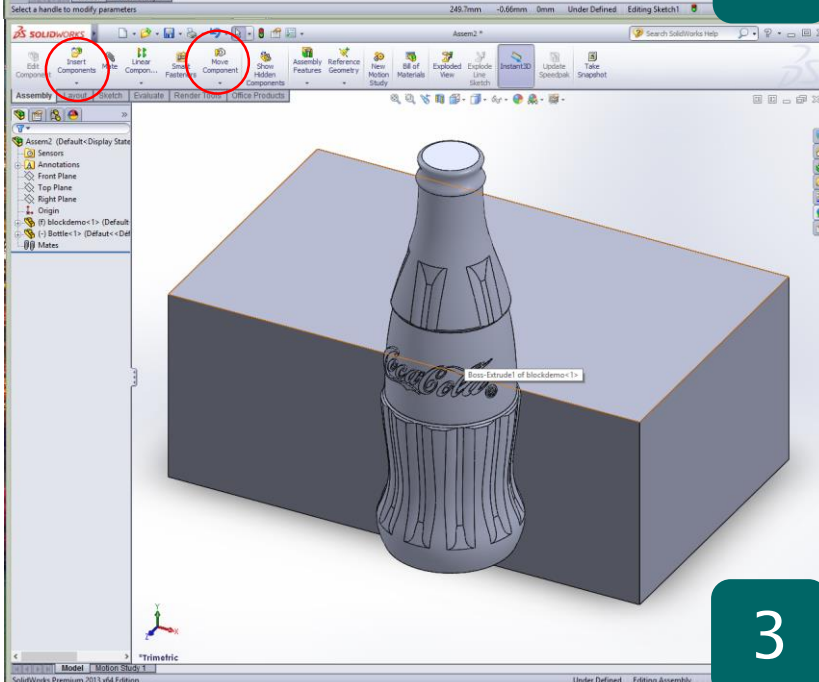 Select a handle to modify parameters
249.7mm -0.66mm 0mm Under Defined Editing Sketch1
SOLIDWORKS
Assem2 *
Search SolidWorks Help
Edit Component
Insert Components
Mate
Linear Compon...
Smart Fasteners
Move Component
Show Hidden Components
Assembly Features
Reference Geometry
New Motion Study
Bill of Materials
Exploded View
Explode Line Sketch
Instant3D
Update Speedpak
Take Snapshot
Assembly Layout Sketch Evaluate Render Tools Office Products
Assem2 (Default<Display State
Sensors
Annotations
Front Plane
Top Plane
Right Plane
Origin
(f) blockdemo<1> (Default
(-) Bottle<1> (Défaut<<Déf
Mates
CocaCola
Boss-Extrude1 of blockdemo<1>
Y
X
Z
*Trimetric
3
Model Motion Study 1
SolidWorks Premium 2013 x64 Edition
Under Defined Editing Assembly